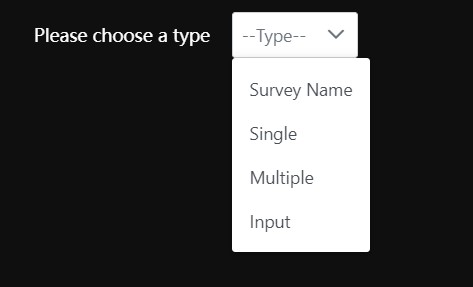 Please choose a type
--Type--
Survey Name
Single
Multiple
Input